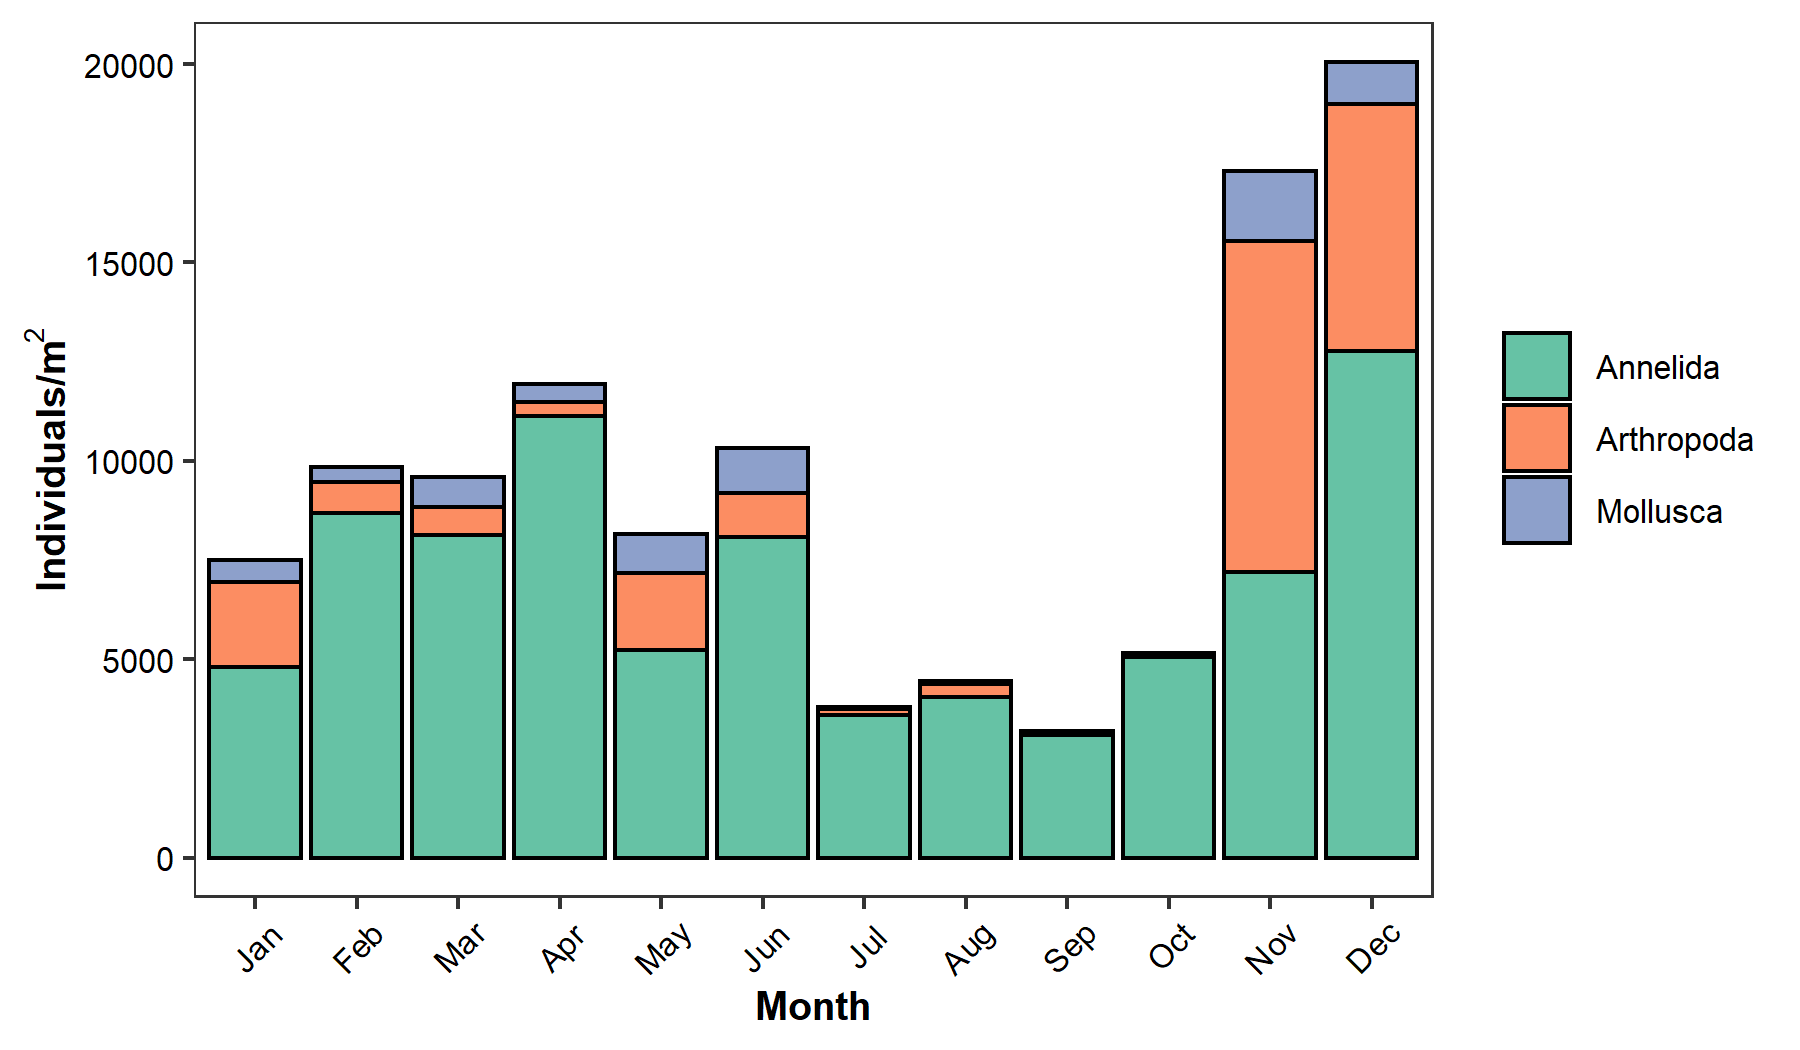 20000
15000
10000
5000
0
Individuals/m²
Jan Feb Mar Apr May Jun Jul Aug Sep Oct Nov Dec
Month
Annelida
Arthropoda
Mollusca